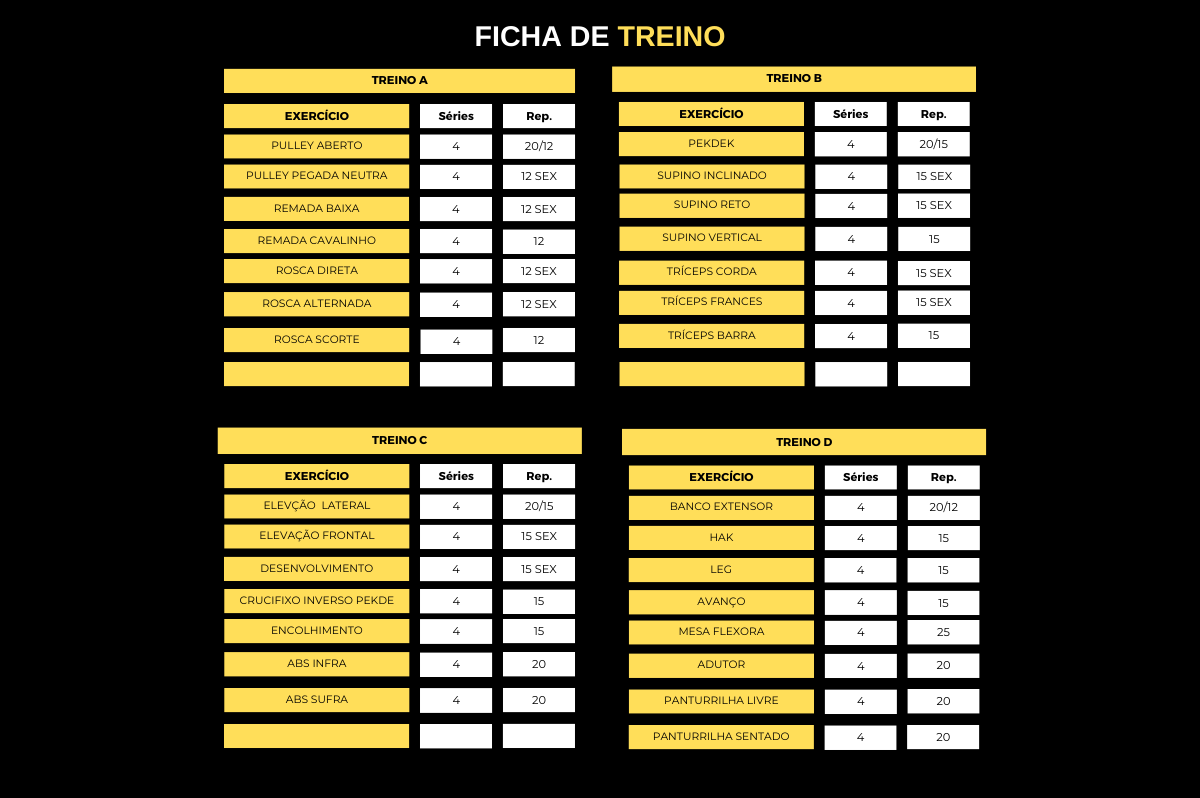 FICHA DE TREINO
TREINO A
EXERCÍCIO Séries Rep.
PULLEY ABERTO 4 20/12
PULLEY PEGADA NEUTRA 4 12 SEX
REMADA BAIXA 4 12 SEX
REMADA CAVALINHO 4 12
ROSCA DIRETA 4 12 SEX
ROSCA ALTERNADA 4 12 SEX
ROSCA SCORTE 4 12
TREINO B
EXERCÍCIO Séries Rep.
PEKDEK 4 20/15
SUPINO INCLINADO 4 15 SEX
SUPINO RETO 4 15 SEX
SUPINO VERTICAL 4 15
TRÍCEPS CORDA 4 15 SEX
TRÍCEPS FRANCES 4 15 SEX
TRÍCEPS BARRA 4 15
TREINO C
EXERCÍCIO Séries Rep.
ELEVÇÃO LATERAL 4 20/15
ELEVAÇÃO FRONTAL 4 15 SEX
DESENVOLVIMENTO 4 15 SEX
CRUCIFIXO INVERSO PEKDE 4 15
ENCOLHIMENTO 4 15
ABS INFRA 4 20
ABS SUFRA 4 20
TREINO D
EXERCÍCIO Séries Rep.
BANCO EXTENSOR 4 20/12
HAK 4 15
LEG 4 15
AVANÇO 4 15
MESA FLEXORA 4 25
ADUTOR 4 20
PANTURRILHA LIVRE 4 20
PANTURRILHA SENTADO 4 20